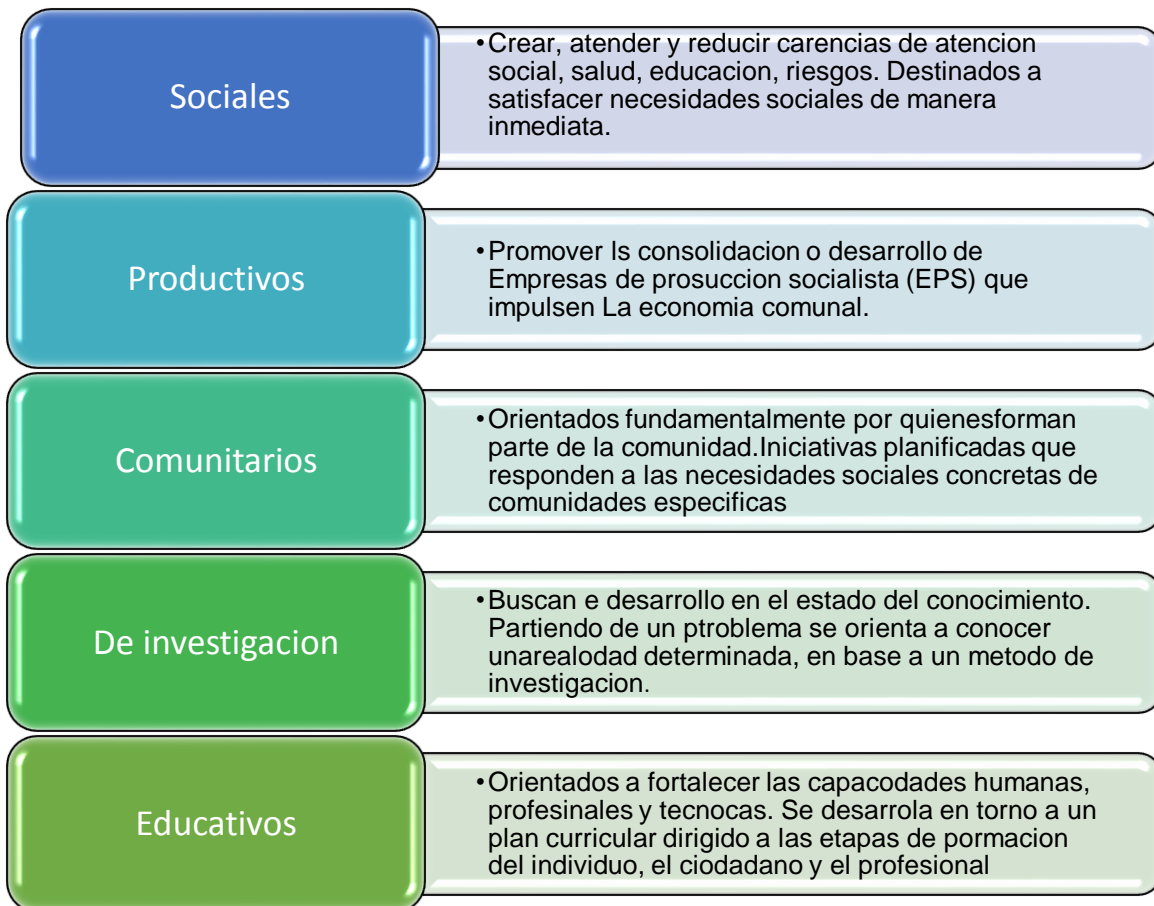 Sociales
•Crear, atender y reducir carencias de atencion
social, salud, educacion, riesgos. Destinados a
satisfacer necesidades sociales de manera
inmediata.
Productivos
•Promover ls consolidacion o desarrollo de
Empresas de prosuccion socialista (EPS) que
impulsen La economia comunal.
Comunitarios
•Orientados fundamentalmente por quienesforman
parte de la comunidad.Iniciativas planificadas que
responden a las necesidades sociales concretas de
comunidades especificas
De investigacion
•Buscan e desarrollo en el estado del conocimiento.
Partiendo de un ptroblema se orienta a conocer
unarealodad determinada, en base a un metodo de
investigacion.
Educativos
•Orientados a fortalecer las capacodades humanas,
profesinales y tecnocas. Se desarrola en torno a un
plan curricular dirigido a las etapas de pormacion
del individuo, el ciodadano y el profesional